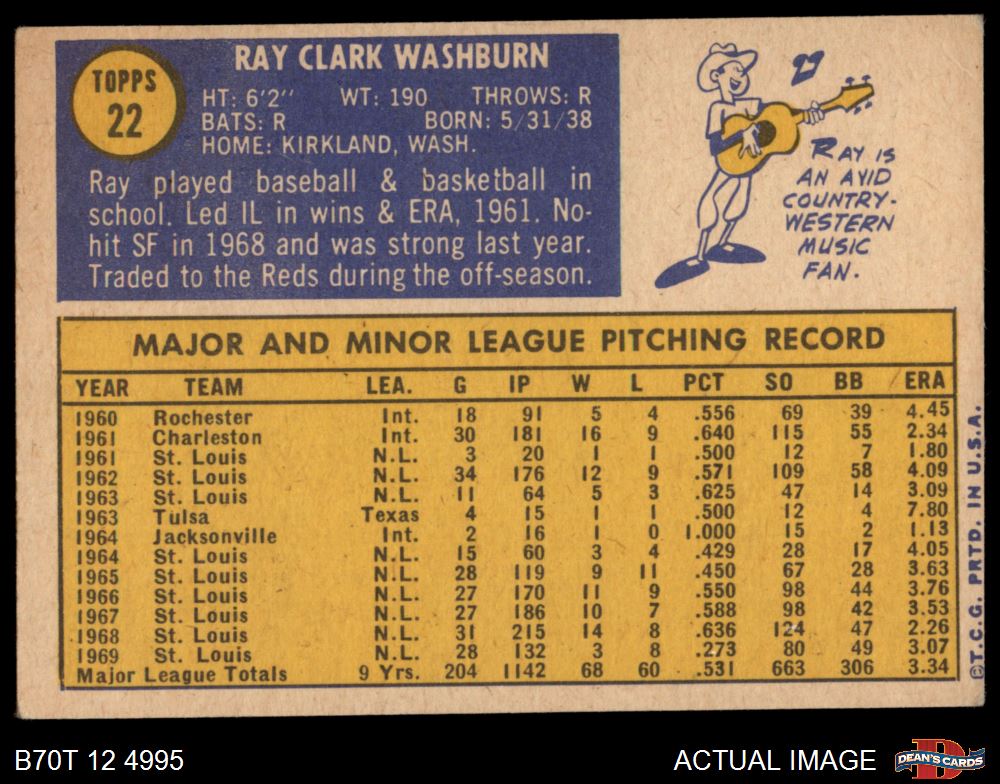 TOPPS
22
RAY CLARK WASHBURN
HT: 6'2" WT: 190 THROWS: R
BATS: R BORN: 5/31/38
HOME: KIRKLAND, WASH.
Ray played baseball & basketball in
school. Led IL in wins & ERA, 1961. No-
hit SF in 1968 and was strong last year.
Traded to the Reds during the off-season.
RAY IS
AN AVID
COUNTRY-
WESTERN
MUSIC
FAN.
MAJOR AND MINOR LEAGUE PITCHING RECORD
YEAR TEAM LEA. G IP W L PCT SO BB ERA
1960 Rochester Int. 18 91 5 4 .556 69 39 4.45
1961 Charleston Int. 30 181 16 9 .640 115 55 2.34
1961 St. Louis N.L. 3 20 1 1 .500 12 7 1.80
1962 St. Louis N.L. 34 176 12 9 .571 109 58 4.09
1963 St. Louis N.L. 11 64 5 3 .625 47 14 3.09
1963 Tulsa Texas 4 15 1 1 .500 12 4 7.80
1964 Jacksonville Int. 2 16 1 0 1.000 15 2 1.13
1964 St. Louis N.L. 15 60 3 4 .429 28 17 4.05
1965 St. Louis N.L. 28 119 9 11 .450 67 28 3.63
1966 St. Louis N.L. 27 170 11 9 .550 98 44 3.76
1967 St. Louis N.L. 27 186 10 7 .588 98 42 3.53
1968 St. Louis N.L. 31 215 14 8 .636 124 47 2.26
1969 St. Louis N.L. 28 132 3 8 .273 80 49 3.07
Major League Totals 9 Yrs. 204 1142 68 60 .531 663 306 3.34
©T.C.G. PRTD. IN U.S.A.
B70T 12 4995
ACTUAL IMAGE
D
DEAN'S CARDS